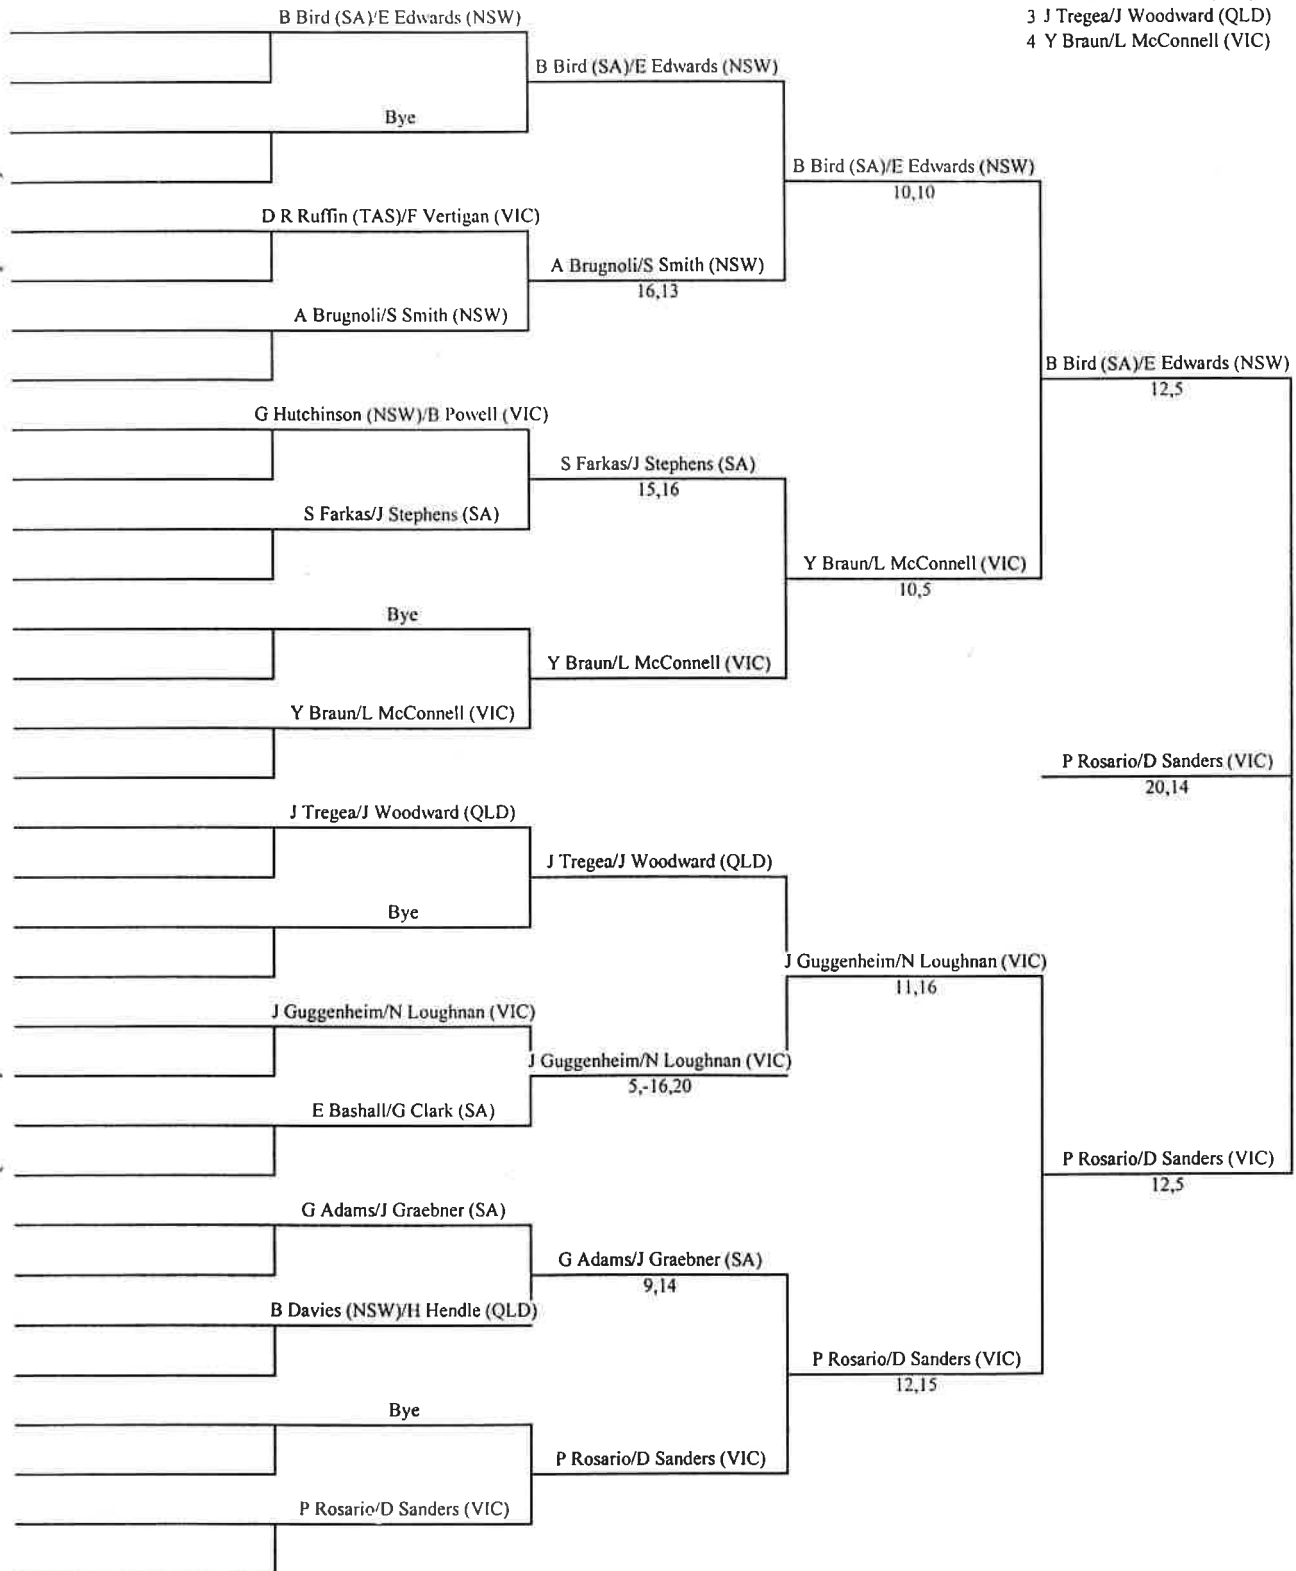 3 J Tregea/J Woodward (QLD)
4 Y Braun/L McConnell (VIC)
B Bird (SA)/E Edwards (NSW)
B Bird (SA)/E Edwards (NSW)
Bye
B Bird (SA)/E Edwards (NSW)
10,10
D R Ruffin (TAS)/F Vertigan (VIC)
A Brugnoli/S Smith (NSW)
16,13
A Brugnoli/S Smith (NSW)
B Bird (SA)/E Edwards (NSW)
12,5
G Hutchinson (NSW)/B Powell (VIC)
S Farkas/J Stephens (SA)
15,16
S Farkas/J Stephens (SA)
Y Braun/L McConnell (VIC)
10,5
Bye
Y Braun/L McConnell (VIC)
Y Braun/L McConnell (VIC)
P Rosario/D Sanders (VIC)
20,14
J Tregea/J Woodward (QLD)
J Tregea/J Woodward (QLD)
Bye
J Guggenheim/N Loughnan (VIC)
11,16
J Guggenheim/N Loughnan (VIC)
J Guggenheim/N Loughnan (VIC)
5,-16,20
E Bashall/G Clark (SA)
P Rosario/D Sanders (VIC)
12,5
G Adams/J Graebner (SA)
G Adams/J Graebner (SA)
9,14
B Davies (NSW)/H Hendle (QLD)
P Rosario/D Sanders (VIC)
12,15
Bye
P Rosario/D Sanders (VIC)
P Rosario/D Sanders (VIC)